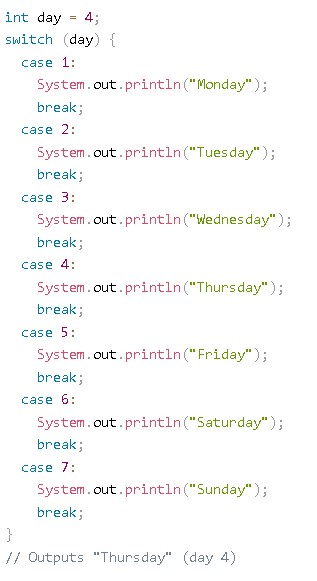 int day = 4;
switch (day) {
  case 1:
    System.out.println("Monday");
    break;
  case 2:
    System.out.println("Tuesday");
    break;
  case 3:
    System.out.println("Wednesday");
    break;
  case 4:
    System.out.println("Thursday");
    break;
  case 5:
    System.out.println("Friday");
    break;
  case 6:
    System.out.println("Saturday");
    break;
  case 7:
    System.out.println("Sunday");
    break;
}
// Outputs "Thursday" (day 4)